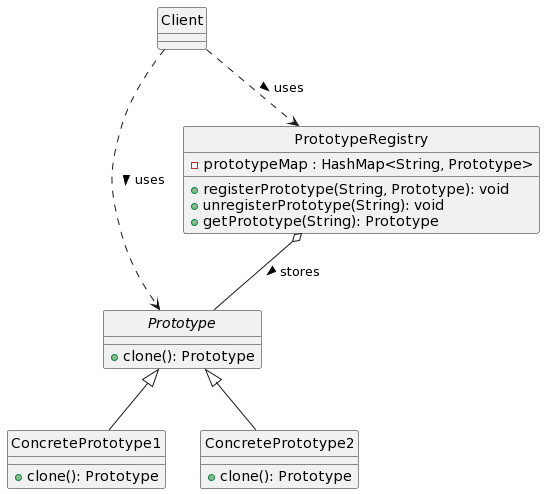 Client
uses
PrototypeRegistry
prototypeMap : HashMap<String, Prototype>
registerPrototype(String, Prototype): void
unregisterPrototype(String): void
getPrototype(String): Prototype
uses
stores
Prototype
clone(): Prototype
ConcretePrototype1
clone(): Prototype
ConcretePrototype2
clone(): Prototype